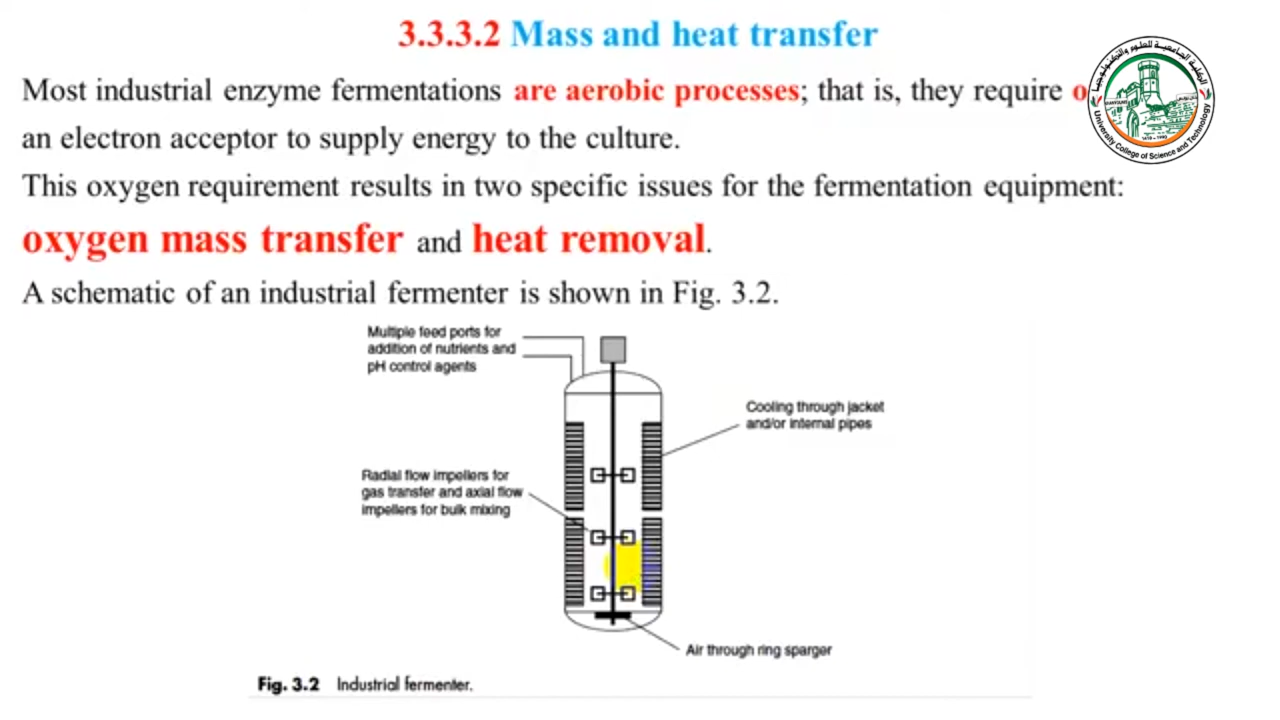 3.3.3.2 Mass and heat transfer
Most industrial enzyme fermentations are aerobic processes; that is, they require
an electron acceptor to supply energy to the culture.
This oxygen requirement results in two specific issues for the fermentation equipment:
oxygen mass transfer and heat removal.
A schematic of an industrial fermenter is shown in Fig. 3.2.
Multiple feed ports for
addition of nutrients and
pH control agents
Cooling through jacket
and/or internal pipes
Radial flow impellers for
gas transfer and axial flow
impellers for bulk mixing
Air through ring sparger
Fig. 3.2 Industrial fermenter.
University College of Science and Technology